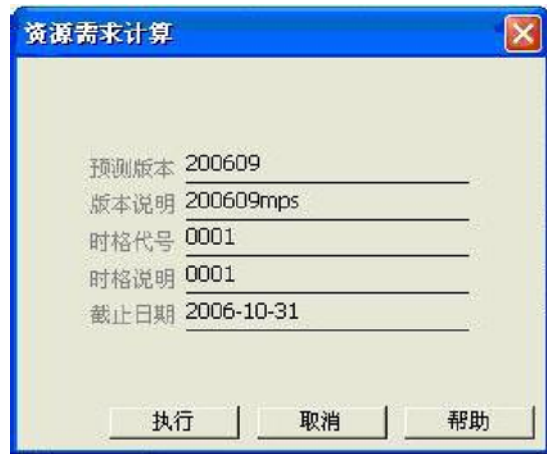 资源需求计算
预测版本 200609
版本说明 200609mps
时格代号 0001
时格说明 0001
截止日期 2006-10-31
执行 取消 帮助